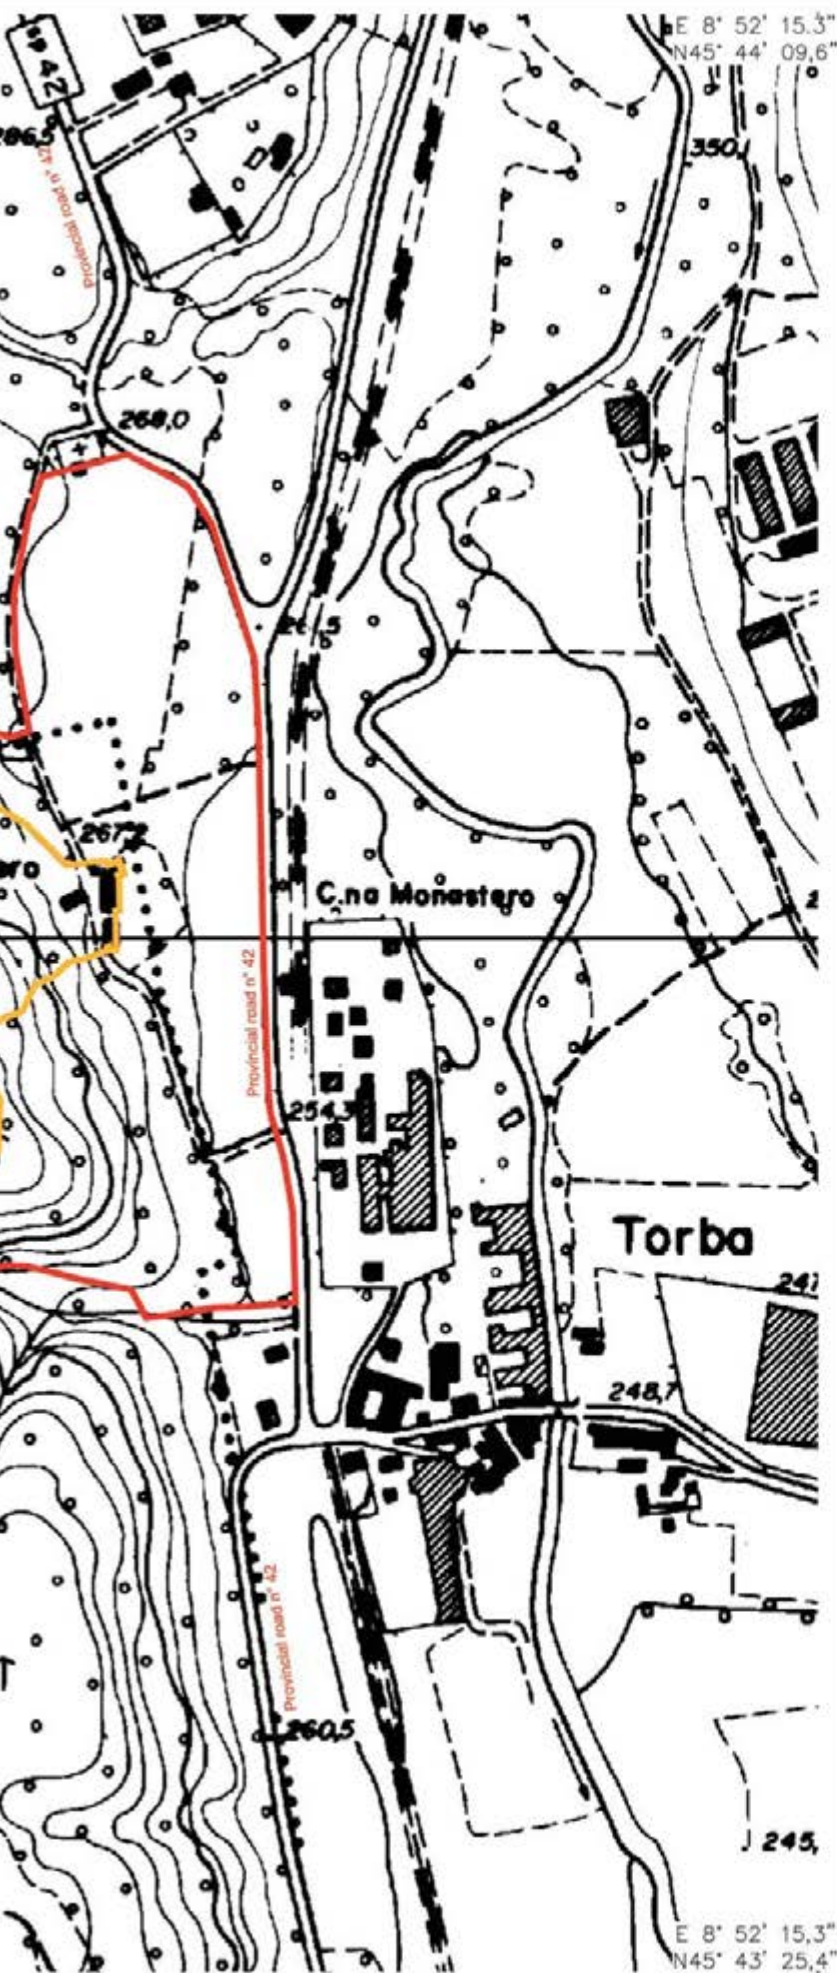 E 8° 52' 15.3"
N45° 44' 09,6"
SP 42
286,5
350,
Provincial road n° 42
268,0
267,2
ero
C.na Monastero
Provincial road n° 42
254,3
Torba
247
248,7
Provincial road n° 42
260,5
245,
E 8° 52' 15,3"
N45° 43' 25,4"